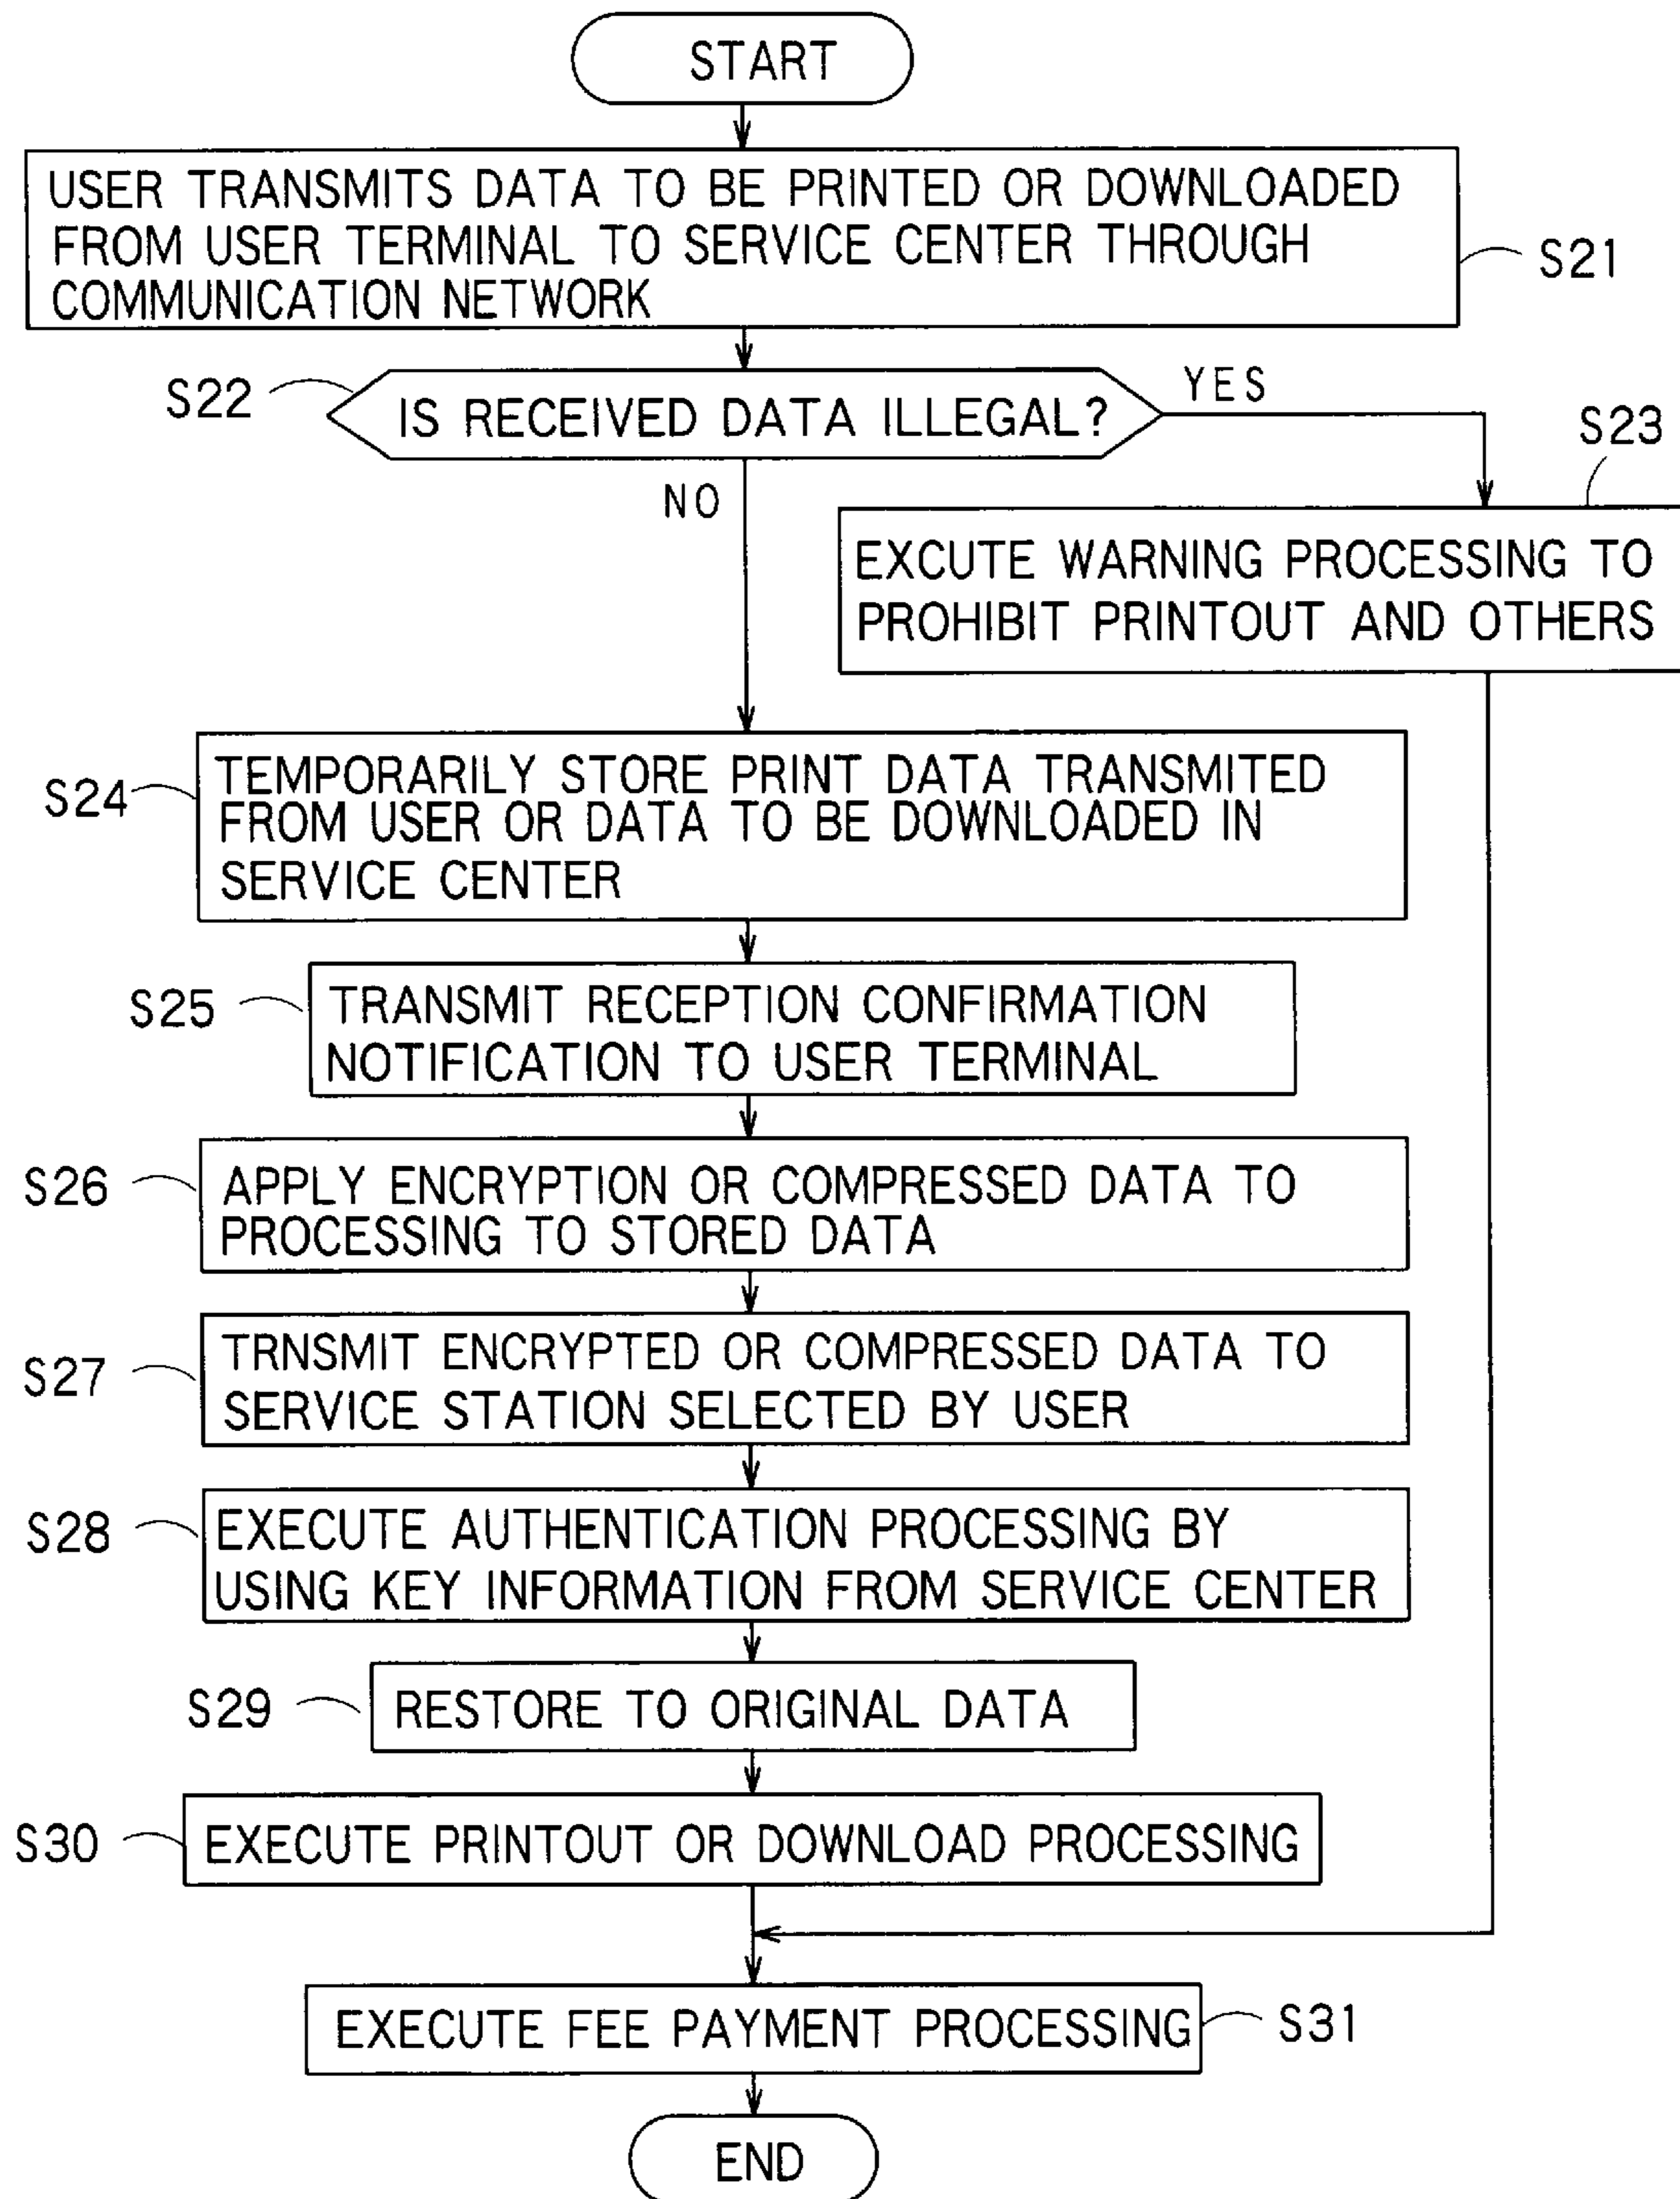 START
USER TRANSMITS DATA TO BE PRINTED OR DOWNLOADED
FROM USER TERMINAL TO SERVICE CENTER THROUGH
COMMUNICATION NETWORK
S21
S22
IS RECEIVED DATA ILLEGAL?
YES
NO
S23
EXCUTE WARNING PROCESSING TO
PROHIBIT PRINTOUT AND OTHERS
S24
TEMPORARILY STORE PRINT DATA TRANSMITED
FROM USER OR DATA TO BE DOWNLOADED IN
SERVICE CENTER
S25
TRANSMIT RECEPTION CONFIRMATION
NOTIFICATION TO USER TERMINAL
S26
APPLY ENCRYPTION OR COMPRESSED DATA TO
PROCESSING TO STORED DATA
S27
TRNSMIT ENCRYPTED OR COMPRESSED DATA TO
SERVICE STATION SELECTED BY USER
S28
EXECUTE AUTHENTICATION PROCESSING BY
USING KEY INFORMATION FROM SERVICE CENTER
S29
RESTORE TO ORIGINAL DATA
S30
EXECUTE PRINTOUT OR DOWNLOAD PROCESSING
EXECUTE FEE PAYMENT PROCESSING
S31
END